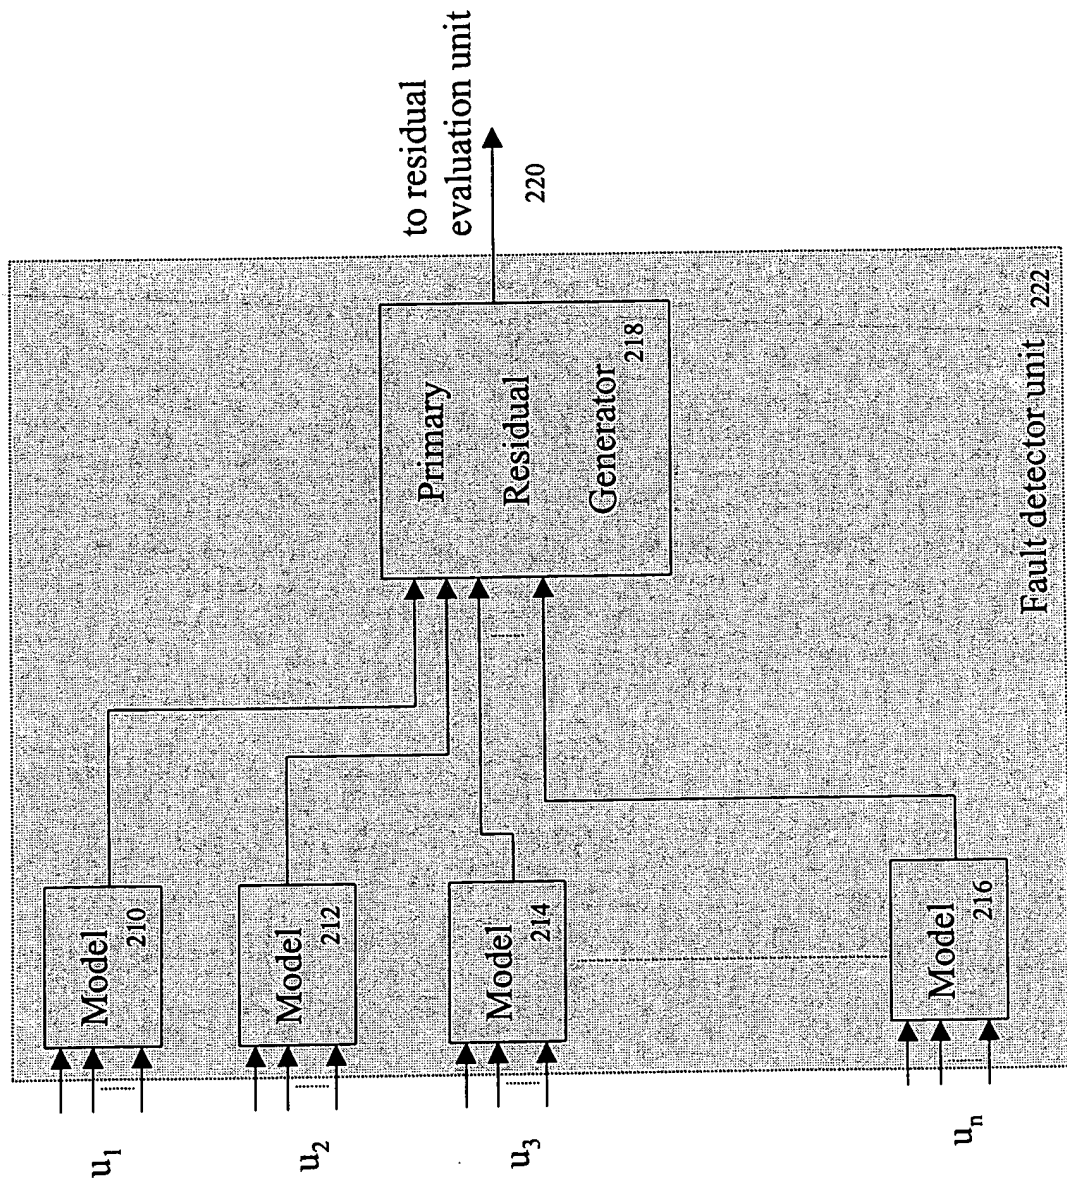 u1
Model
210
u2
Model
212
u3
Model
214
un
Model
216
Primary
Residual
Generator
218
to residual
evaluation unit
220
Fault detector unit 222